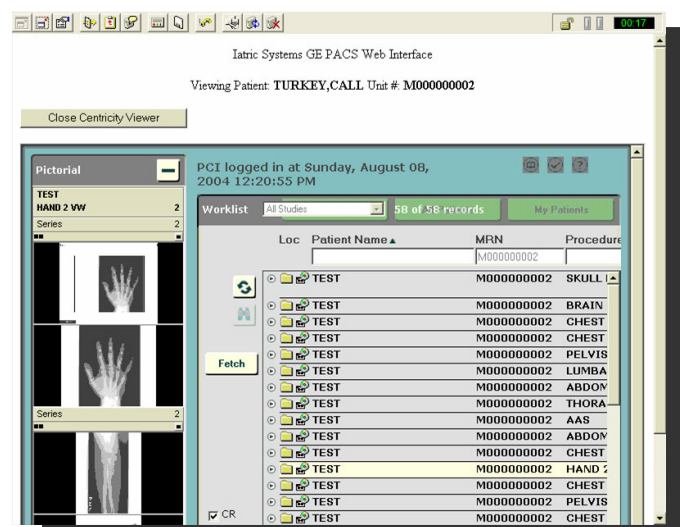 00:17
Iatric Systems GE PACS Web Interface
Viewing Patient: TURKEY,CALL Unit #: M000000002
Close Centricity Viewer
Pictorial
TEST
HAND 2 VW 2
Series 2
Series 2
PCI logged in at Sunday, August 08,
2004 12:20:55 PM
Worklist All Studies 58 of 58 records My Patients
Loc Patient Name MRN Procedure
M000000002
Fetch
CR
TEST M000000002 SKULL
TEST M000000002 BRAIN
TEST M000000002 CHEST
TEST M000000002 CHEST
TEST M000000002 PELVIS
TEST M000000002 LUMBA
TEST M000000002 ABDOM
TEST M000000002 THORA
TEST M000000002 AAS
TEST M000000002 ABDOM
TEST M000000002 CHEST
TEST M000000002 HAND 2
TEST M000000002 CHEST
TEST M000000002 PELVIS
TEST M000000002 CHEST